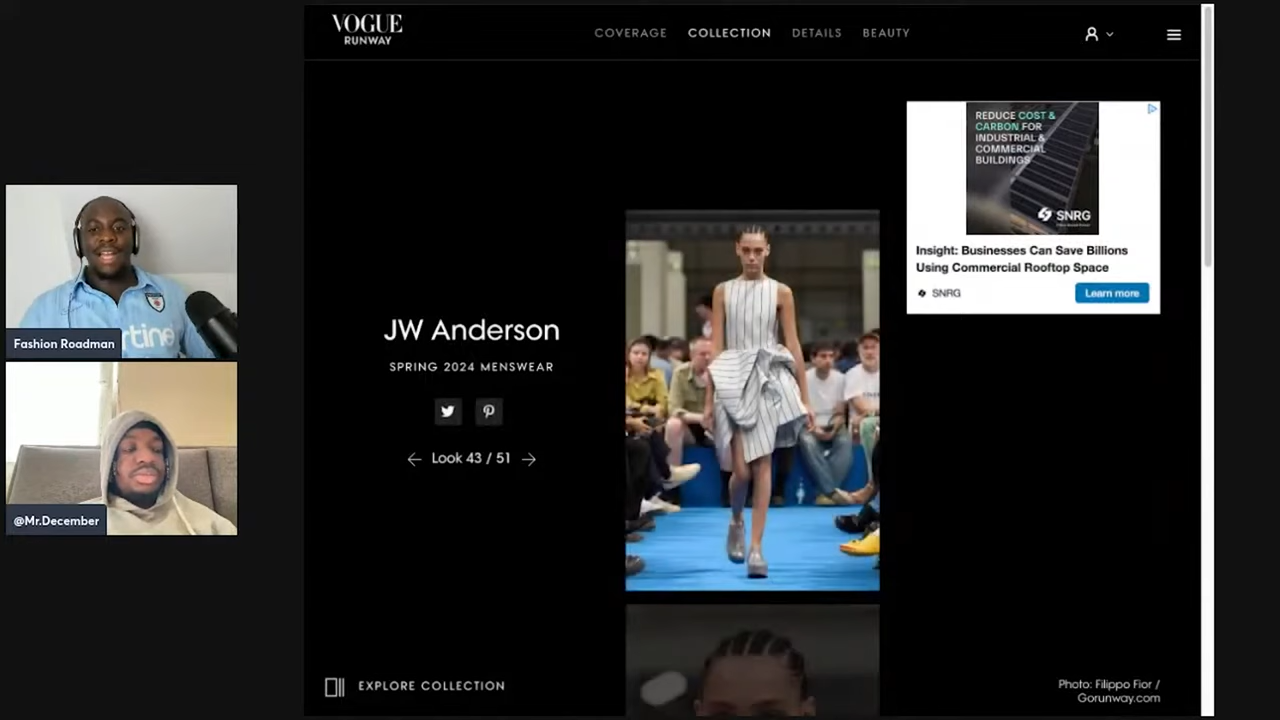 VOGUE
RUNWAY
COVERAGE COLLECTION DETAILS BEAUTY
REDUCE COST &
CARBON FOR
INDUSTRIAL &
COMMERCIAL
BUILDINGS
SNRG
Insight: Businesses Can Save Billions
Using Commercial Rooftop Space
SNRG
Learn more
rtine
Fashion Roadman
@Mr.December
JW Anderson
SPRING 2024 MENSWEAR
Look 43 / 51
EXPLORE COLLECTION
Photo: Filippo Fior /
Gorunway.com